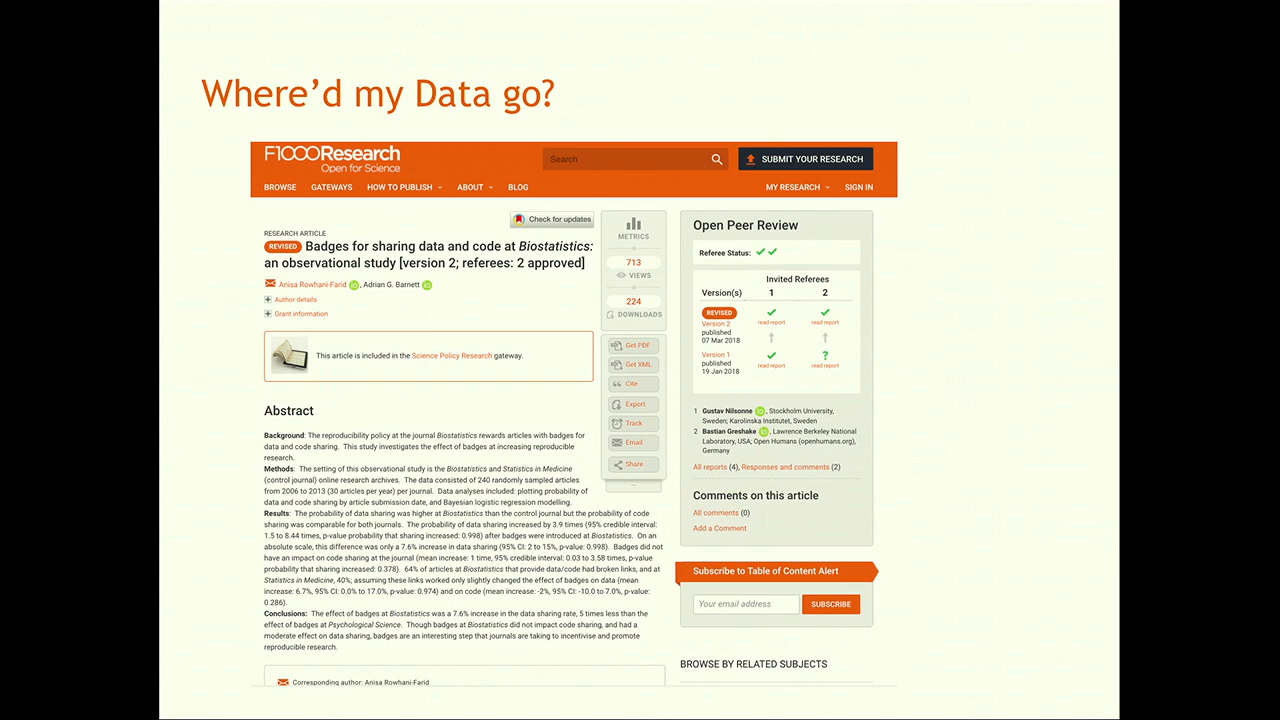 Where'd my Data go?
F1000Research
Open for Science
Search
SUBMIT YOUR RESEARCH
BROWSE
GATEWAYS
HOW TO PUBLISH
ABOUT
BLOG
MY RESEARCH
SIGN IN
Check for updates
RESEARCH ARTICLE
REVISED Badges for sharing data and code at Biostatistics:
an observational study [version 2; referees: 2 approved]
Anisa Rowhani-Farid iD, Adrian G. Barnett iD
Author details
Grant information
This article is included in the Science Policy Research gateway.
Abstract
Background: The reproducibility policy at the journal Biostatistics rewards articles with badges for
data and code sharing. This study investigates the effect of badges at increasing reproducible
research.
Methods: The setting of this observational study is the Biostatistics and Statistics in Medicine
(control journal) online research archives. The data consisted of 240 randomly sampled articles
from 2006 to 2013 (30 articles per year) per journal. Data analyses included: plotting probability of
data and code sharing by article submission date, and Bayesian logistic regression modelling.
Results: The probability of data sharing was higher at Biostatistics than the control journal but the probability of code
sharing was comparable for both journals. The probability of data sharing increased by 3.9 times (95% credible interval:
1.5 to 8.44 times, p-value probability that sharing increased: 0.998) after badges were introduced at Biostatistics. On an
absolute scale, this difference was only a 7.6% increase in data sharing (95% CI: 2 to 15%, p-value: 0.998). Badges did not
have an impact on code sharing at the journal (mean increase: 1 time, 95% credible interval: 0.03 to 3.58 times, p-value
probability that sharing increased: 0.378). 64% of articles at Biostatistics that provide data/code had broken links, and at
Statistics in Medicine, 40%; assuming these links worked only slightly changed the effect of badges on data (mean
increase: 6.7%, 95% CI: 0.0% to 17.0%, p-value: 0.974) and on code (mean increase: -2%, 95% CI: -10.0 to 7.0%, p-value:
0.286).
Conclusions: The effect of badges at Biostatistics was a 7.6% increase in the data sharing rate, 5 times less than the
effect of badges at Psychological Science. Though badges at Biostatistics did not impact code sharing, and had a
moderate effect on data sharing, badges are an interesting step that journals are taking to incentivise and promote
reproducible research.
Corresponding author: Anisa Rowhani-Farid
METRICS
713
VIEWS
224
DOWNLOADS
Get PDF
Get XML
Cite
Export
Track
Email
Share
Open Peer Review
Referee Status:
Invited Referees
Version(s) 1 2
REVISED
Version 2
published
07 Mar 2018
read report
read report
Version 1
published
19 Jan 2018
read report
?
read report
1 Gustav Nilsonne iD, Stockholm University,
Sweden; Karolinska Institutet, Sweden
2 Bastian Greshake iD, Lawrence Berkeley National
Laboratory, USA; Open Humans (openhumans.org),
Germany
All reports (4), Responses and comments (2)
Comments on this article
All comments (0)
Add a Comment
Subscribe to Table of Content Alert
Your email address
SUBSCRIBE
BROWSE BY RELATED SUBJECTS